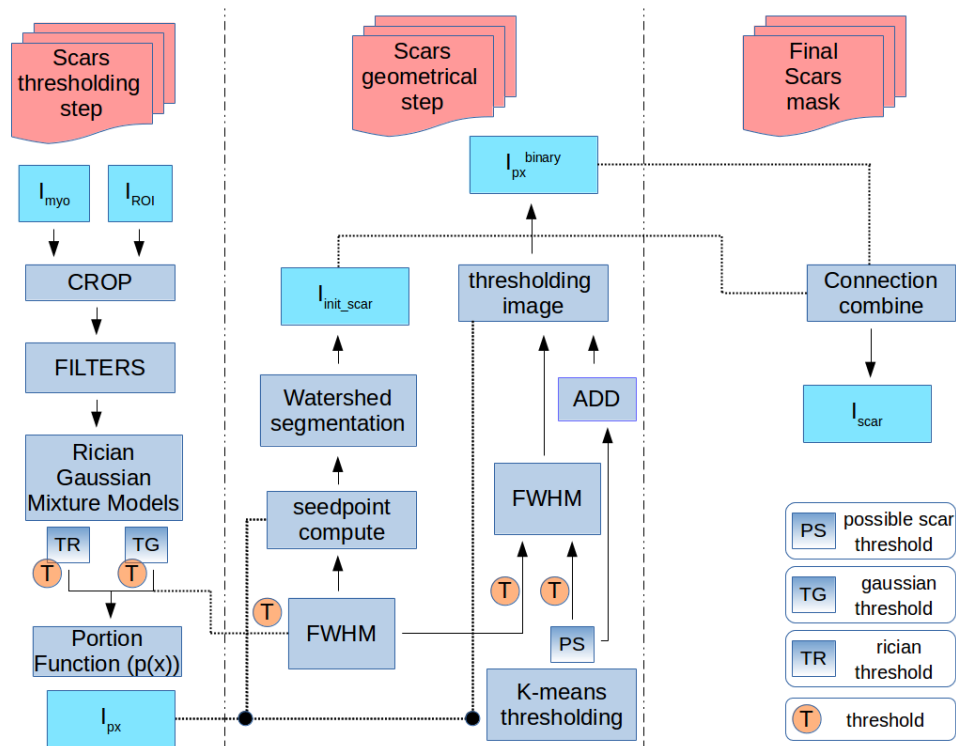 Scars
thresholding
step
Scars
geometrical
step
Final
Scars
mask
I_myo
I_ROI
I_px^binary
CROP
I_init_scar
thresholding
image
Connection
combine
FILTERS
Watershed
segmentation
ADD
I_scar
Rician
Gaussian
Mixture Models
seedpoint
compute
FWHM
TR
TG
T
T
T
FWHM
T
T
PS
Portion
Function (p(x))
K-means
thresholding
I_px
PS
possible scar
threshold
TG
gaussian
threshold
TR
rician
threshold
T
threshold